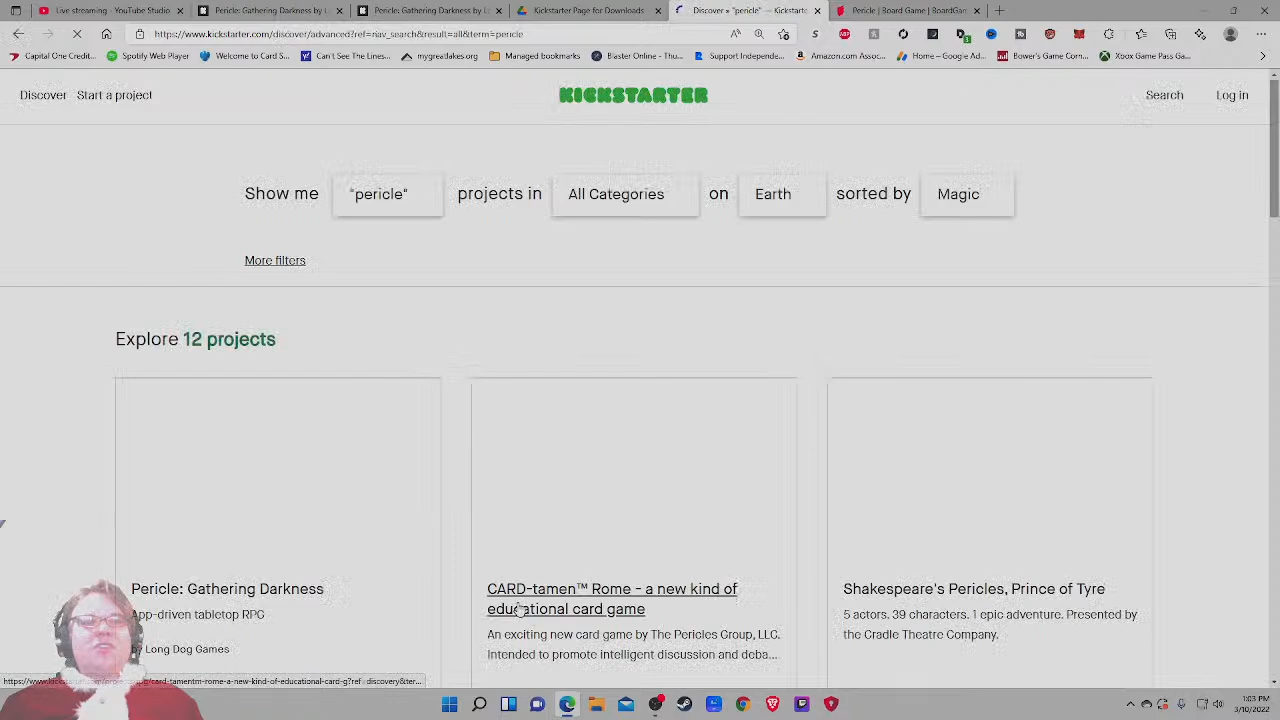 Live streaming - YouTube Studio
Pericle: Gathering Darkness by L
Pericle: Gathering Darkness by L
Kickstarter Page for Downloads
Discover » "pericle" — Kickstarte
Pericle | Board Game | BoardGam
https://www.kickstarter.com/discover/advanced?ref=nav_search&result=all&term=pericle
Capital One Credit...
Spotify Web Player
Welcome to Card S...
Can't See The Lines...
mygreatlakes.org
Managed bookmarks
Blaster Online - Thu...
Support Independe...
Amazon.com Assoc...
Home – Google Ad...
Bower's Game Corn...
Xbox Game Pass Ga...
Discover Start a project
KICKSTARTER
Search Log in
Show me "pericle" projects in All Categories on Earth sorted by Magic
More filters
Explore 12 projects
Pericle: Gathering Darkness
App-driven tabletop RPG
by Long Dog Games
CARD-tamen™ Rome - a new kind of
educational card game
An exciting new card game by The Pericles Group, LLC.
Intended to promote intelligent discussion and deba...
Shakespeare's Pericles, Prince of Tyre
5 actors. 39 characters. 1 epic adventure. Presented by
the Cradle Theatre Company.
1:03 PM
3/10/2022